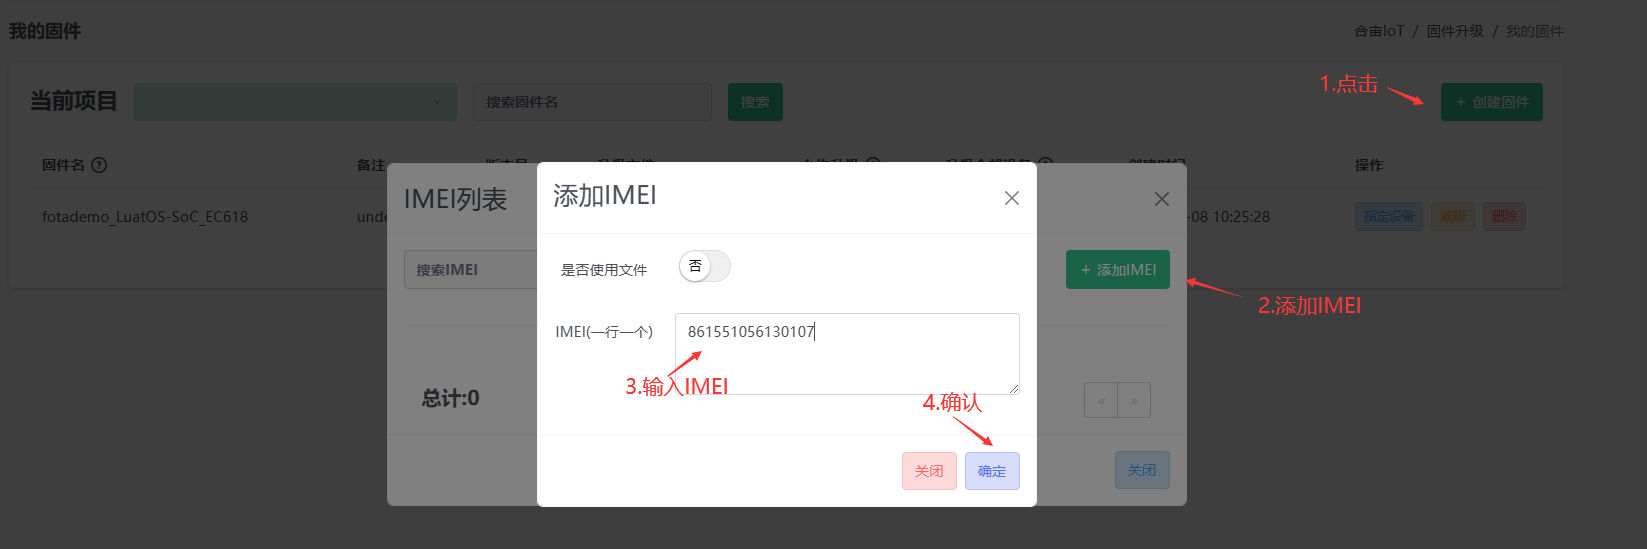 我的固件
合宙IoT / 固件升级 / 我的固件
当前项目
搜索固件名
搜索
1.点击
+ 创建固件
固件名
备注
操作
fotademo_LuatOS-SoC_EC618
unde
-08 10:25:28
指定设备
编辑
删除
IMEI列表
搜索IMEI
+ 添加IMEI
2.添加IMEI
总计:0
«
»
关闭
添加IMEI
是否使用文件
否
IMEI(一行一个)
861551056130107
3.输入IMEI
4.确认
关闭
确定